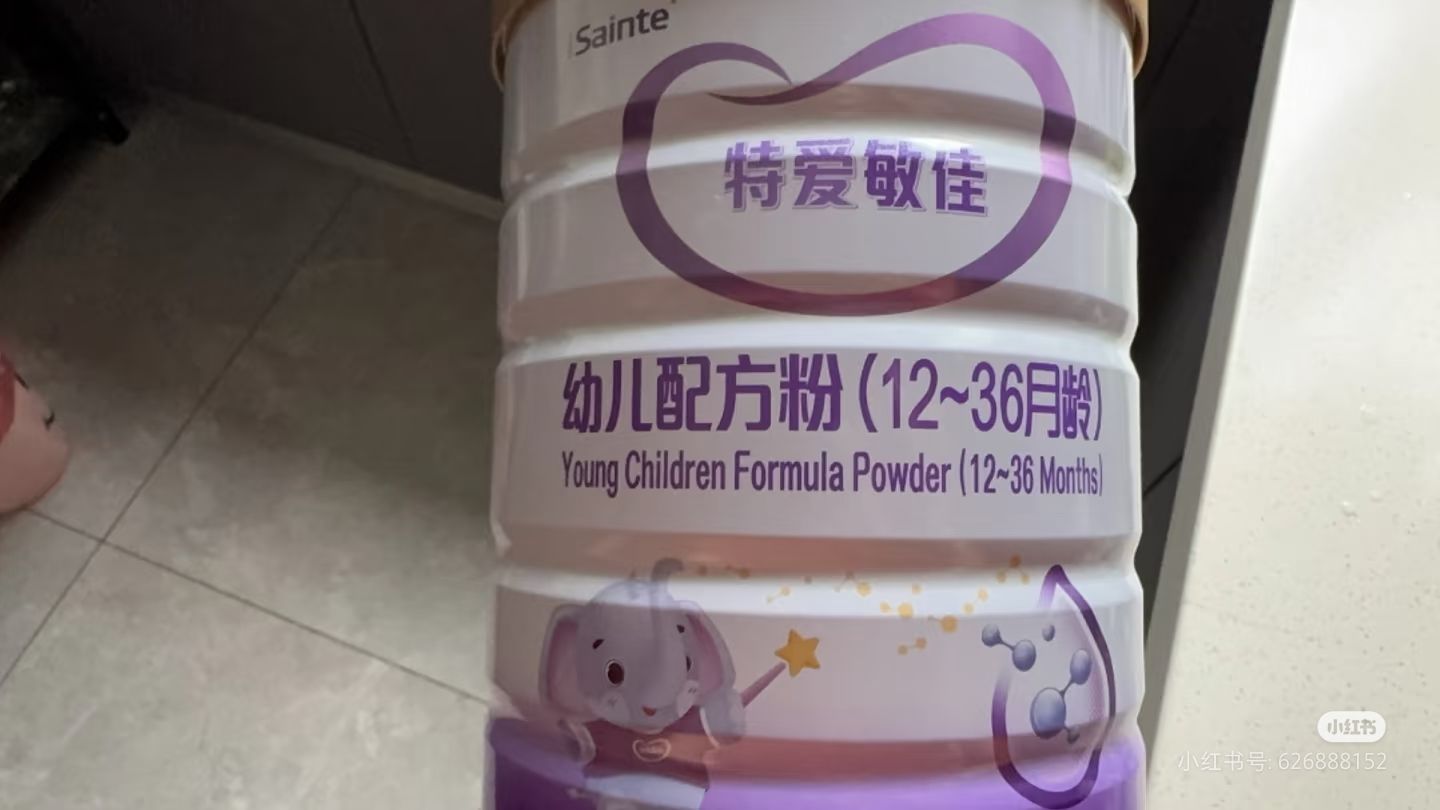 Sainte
特爱敏佳
幼儿配方粉(12~36月龄)
Young Children Formula Powder (12~36 Months)
小红书
小红书号: 626888152